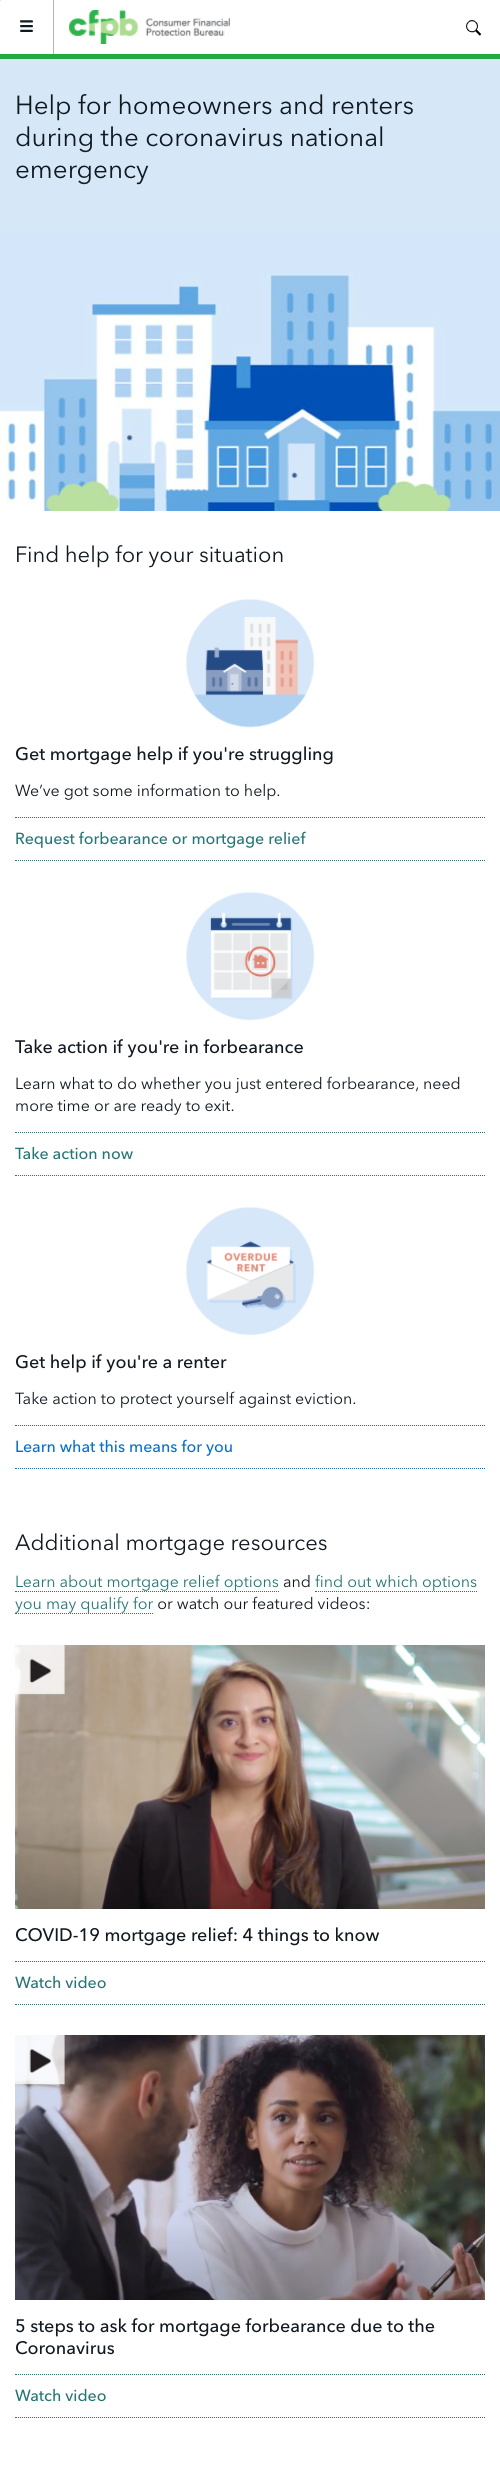 cfpb Consumer Financial
Protection Bureau
Help for homeowners and renters
during the coronavirus national
emergency
Find help for your situation
Get mortgage help if you're struggling
We’ve got some information to help.
Request forbearance or mortgage relief
Take action if you're in forbearance
Learn what to do whether you just entered forbearance, need
more time or are ready to exit.
Take action now
OVERDUE
RENT
Get help if you're a renter
Take action to protect yourself against eviction.
Learn what this means for you
Additional mortgage resources
Learn about mortgage relief options and find out which options
you may qualify for or watch our featured videos:
COVID-19 mortgage relief: 4 things to know
Watch video
5 steps to ask for mortgage forbearance due to the
Coronavirus
Watch video